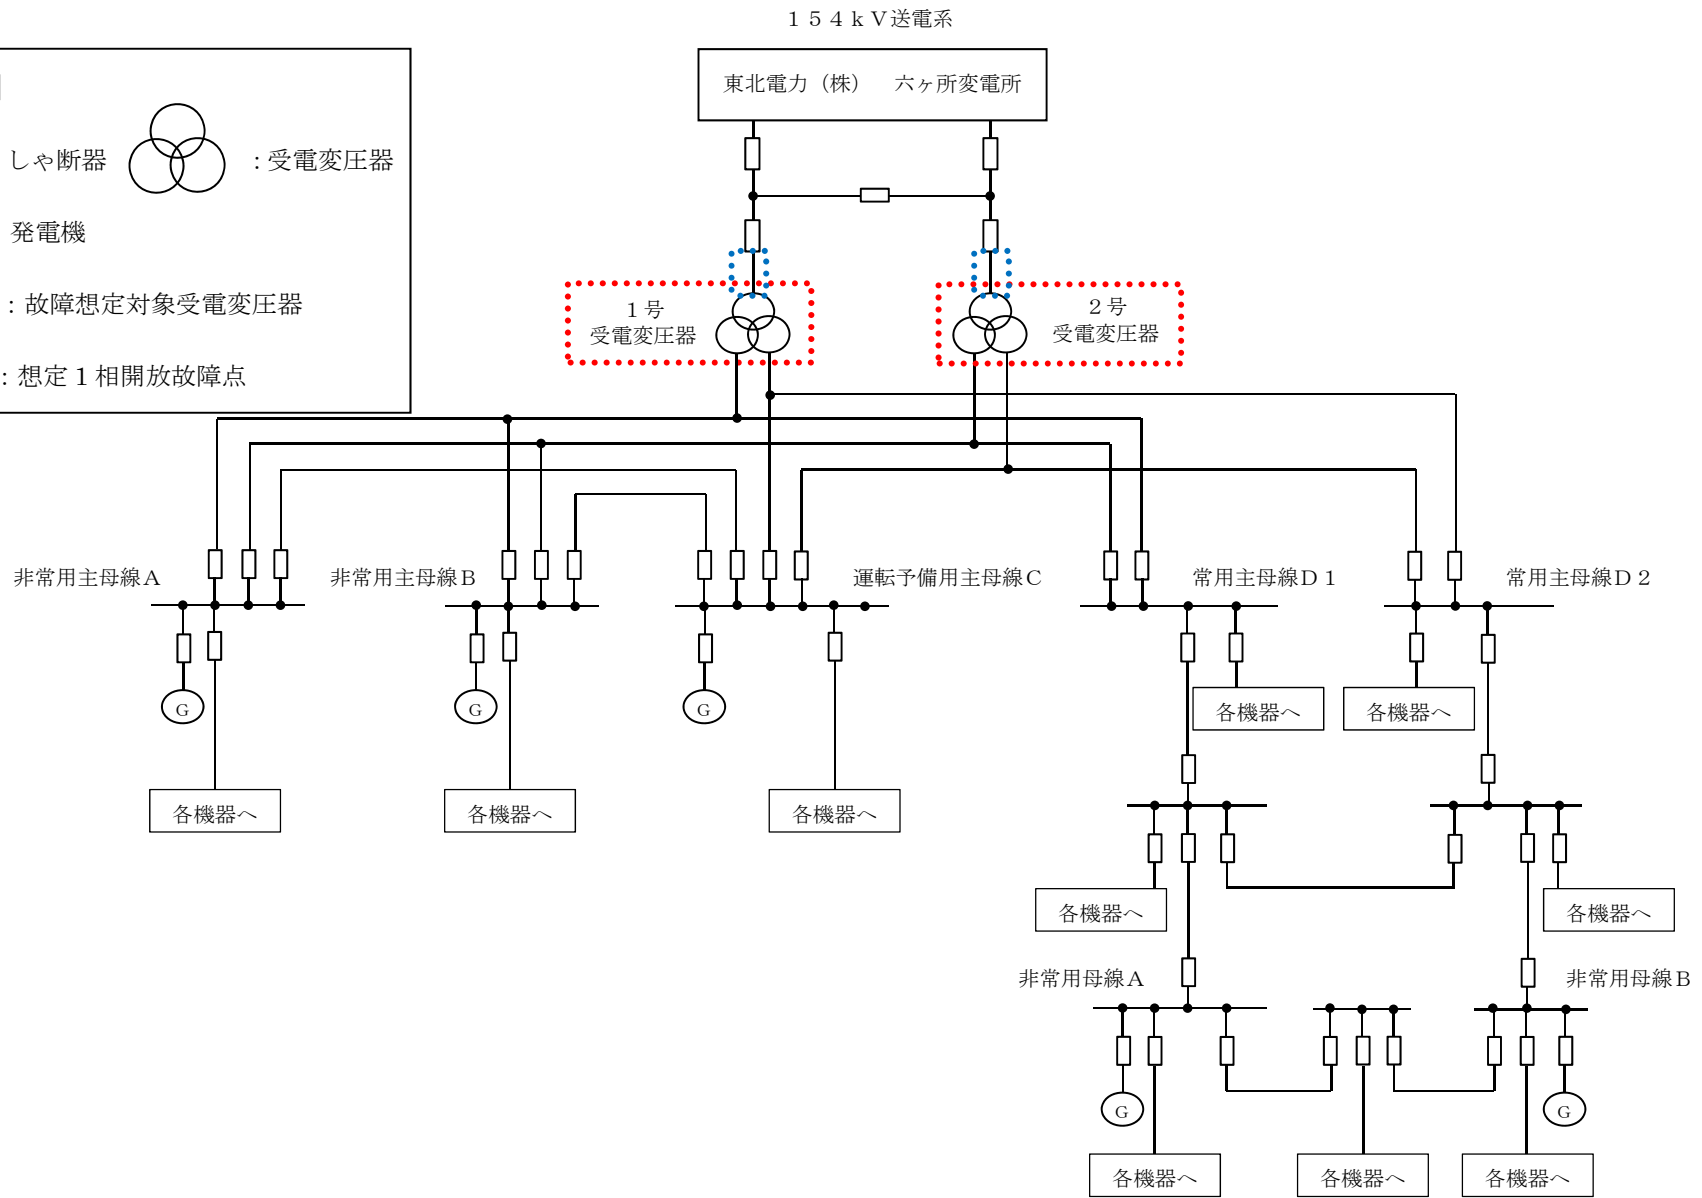 １５４ｋＶ送電系
東北電力（株）　六ヶ所変電所
しゃ断器
：受電変圧器
発電機
：故障想定対象受電変圧器
：想定１相開放故障点
１号
受電変圧器
２号
受電変圧器
非常用主母線Ａ
非常用主母線Ｂ
運転予備用主母線Ｃ
常用主母線Ｄ１
常用主母線Ｄ２
G
G
G
各機器へ
各機器へ
各機器へ
各機器へ
各機器へ
各機器へ
各機器へ
非常用母線Ａ
非常用母線Ｂ
G
G
各機器へ
各機器へ
各機器へ